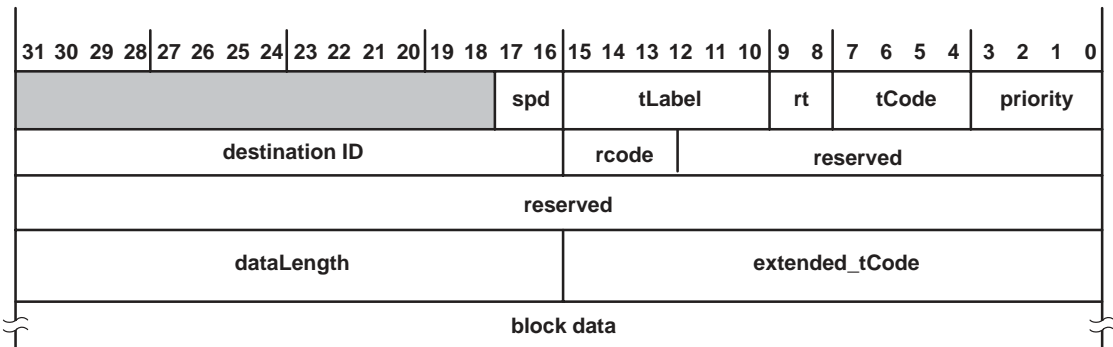 31 30 29 28 27 26 25 24 23 22 21 20 19 18 17 16 15 14 13 12 11 10 9 8 7 6 5 4 3 2 1 0
spd tLabel rt tCode priority
destination ID rcode reserved
reserved
dataLength extended_tCode
block data